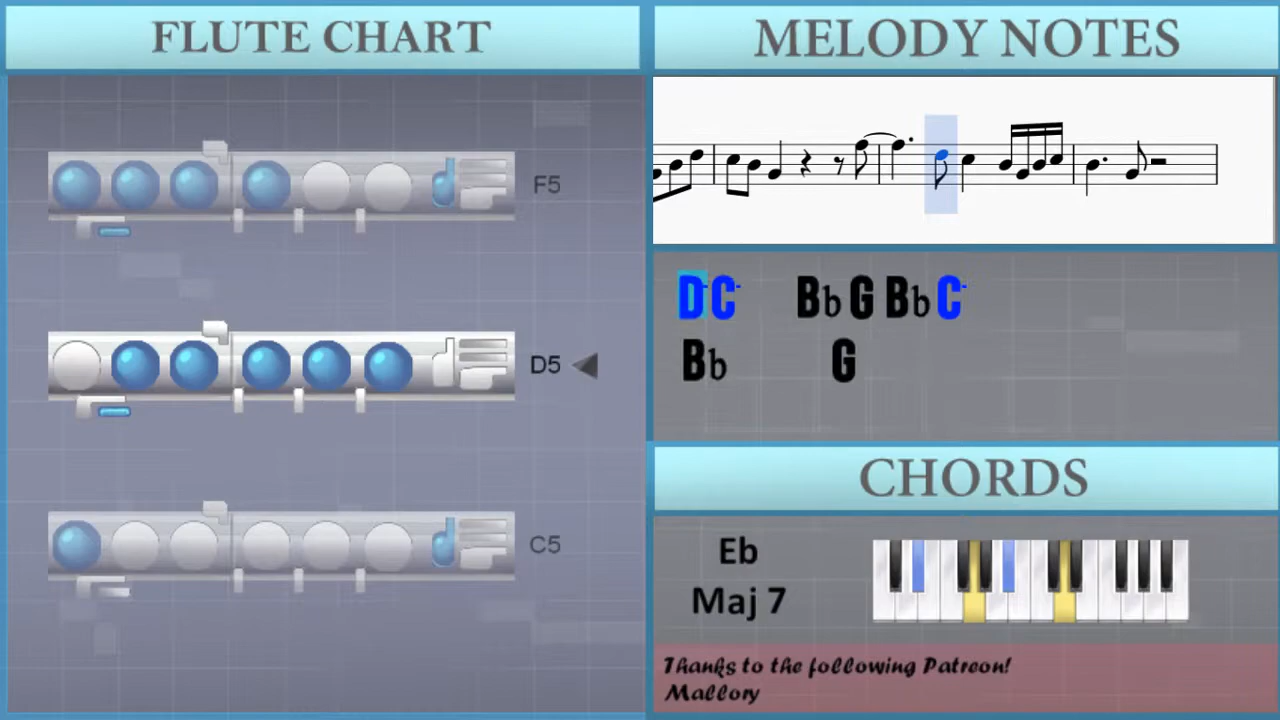 FLUTE CHART
F5
D5
C5
MELODY NOTES
D- C- Bb G Bb C-
Bb G
CHORDS
Eb
Maj 7
Thanks to the following Patreon!
Mallory